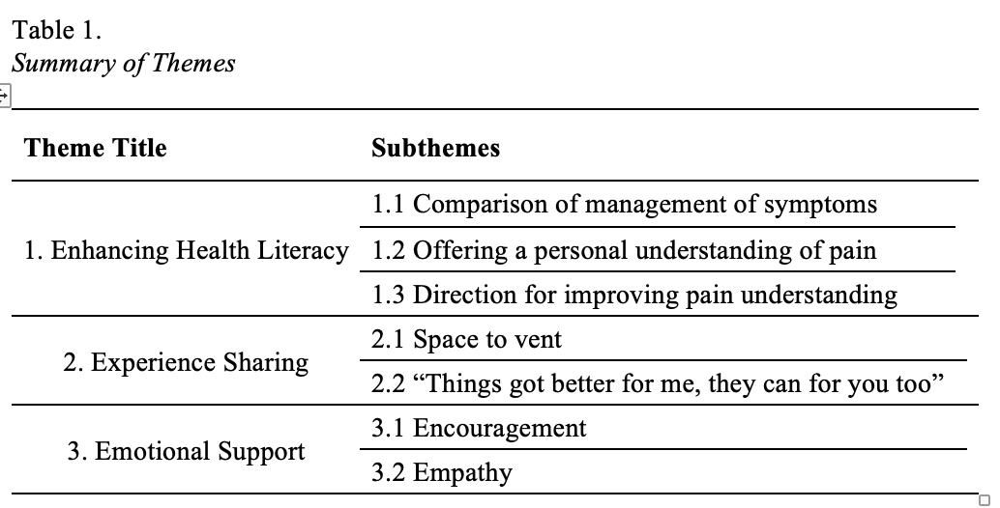 Table 1.
Summary of Themes
Theme Title Subthemes
1. Enhancing Health Literacy
1.1 Comparison of management of symptoms
1.2 Offering a personal understanding of pain
1.3 Direction for improving pain understanding
2. Experience Sharing
2.1 Space to vent
2.2 “Things got better for me, they can for you too”
3. Emotional Support
3.1 Encouragement
3.2 Empathy